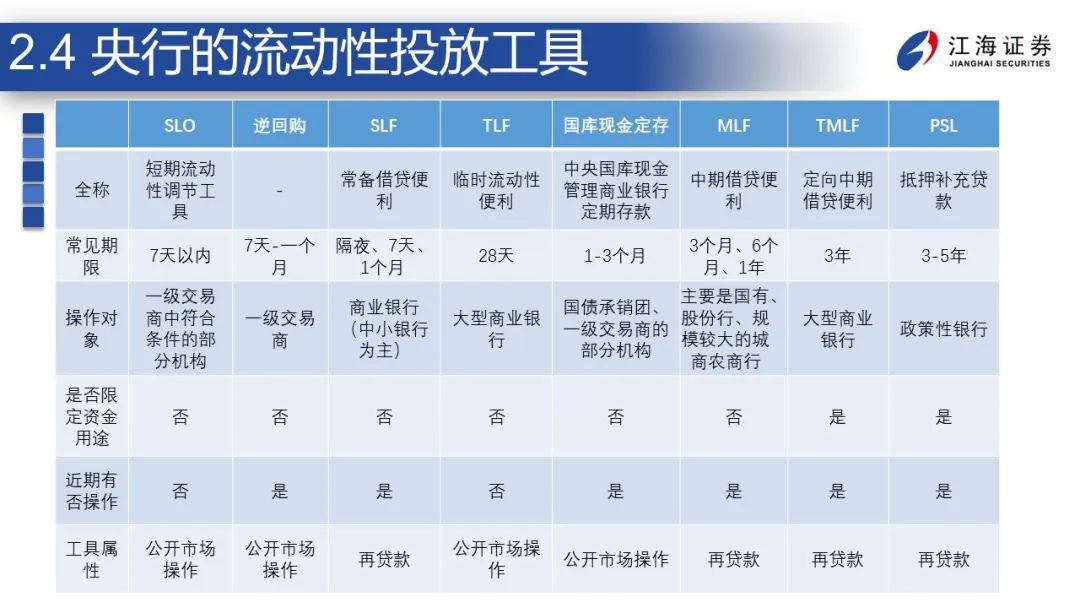 2.4 央行的流动性投放工具
江海证券
JIANGHAI SECURITIES
SLO 逆回购 SLF TLF 国库现金定存 MLF TMLF PSL
全称
短期流动
性调节工
具
-
常备借贷便
利
临时流动性
便利
中央国库现金
管理商业银行
定期存款
中期借贷便
利
定向中期
借贷便利
抵押补充贷
款
常见期
限
7天以内
7天-一个
月
隔夜、7天、
1个月
28天
1-3个月
3个月、6个
月、1年
3年
3-5年
操作对
象
一级交易
商中符合
条件的部
分机构
一级交易
商
商业银行
（中小银行
为主）
大型商业银
行
国债承销团、
一级交易商的
部分机构
主要是国有、
股份行、规
模较大的城
商农商行
大型商业
银行
政策性银行
是否限
定资金
用途
否 否 否 否 否 否 是 是
近期有
否操作
否 是 是 否 是 是 是 是
工具属
性
公开市场
操作
公开市场
操作
再贷款
公开市场操
作
公开市场操作
再贷款
再贷款
再贷款